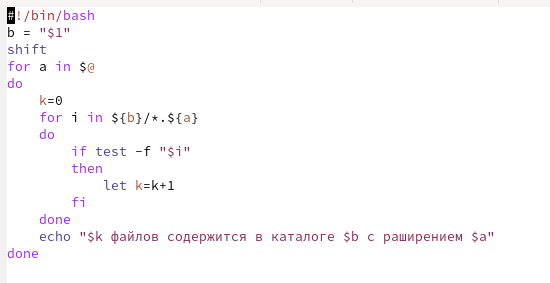 #!/bin/bash
b = "$1"
shift
for a in $@
do
    k=0
    for i in ${b}/*.${a}
    do
        if test -f "$i"
        then
            let k=k+1
        fi
    done
    echo "$k файлов содержится в каталоге $b с раширением $a"
done